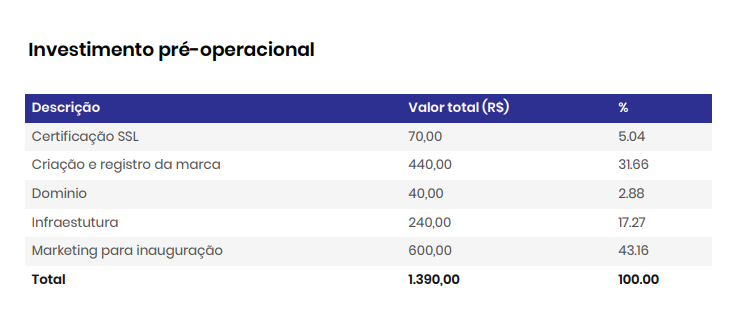 Investimento pré-operacional
Descrição Valor total (R$) %
Certificação SSL 70,00 5.04
Criação e registro da marca 440,00 31.66
Dominio 40,00 2.88
Infraestutura 240,00 17.27
Marketing para inauguração 600,00 43.16
Total 1.390,00 100.00